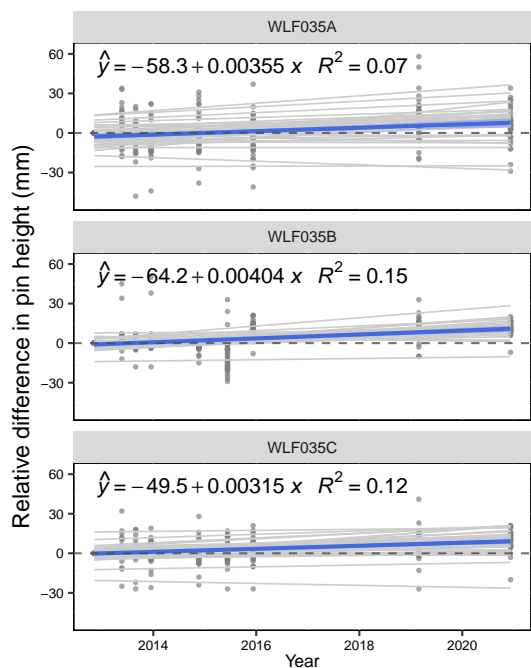 WLF035A
ŷ = −58.3 + 0.00355 x R² = 0.07
60
30
0
−30
WLF035B
ŷ = −64.2 + 0.00404 x R² = 0.15
60
30
0
−30
WLF035C
ŷ = −49.5 + 0.00315 x R² = 0.12
60
30
0
−30
Relative difference in pin height (mm)
2014 2016 2018 2020
Year